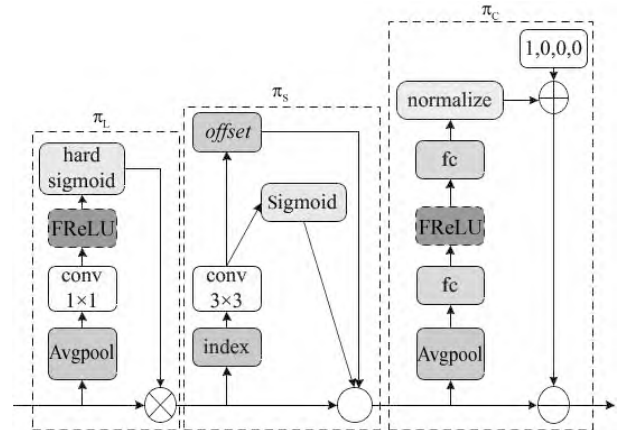 π_L
hard
sigmoid
FReLU
conv
1×1
Avgpool
π_S
offset
Sigmoid
conv
3×3
index
π_C
1,0,0,0
normalize
fc
FReLU
fc
Avgpool